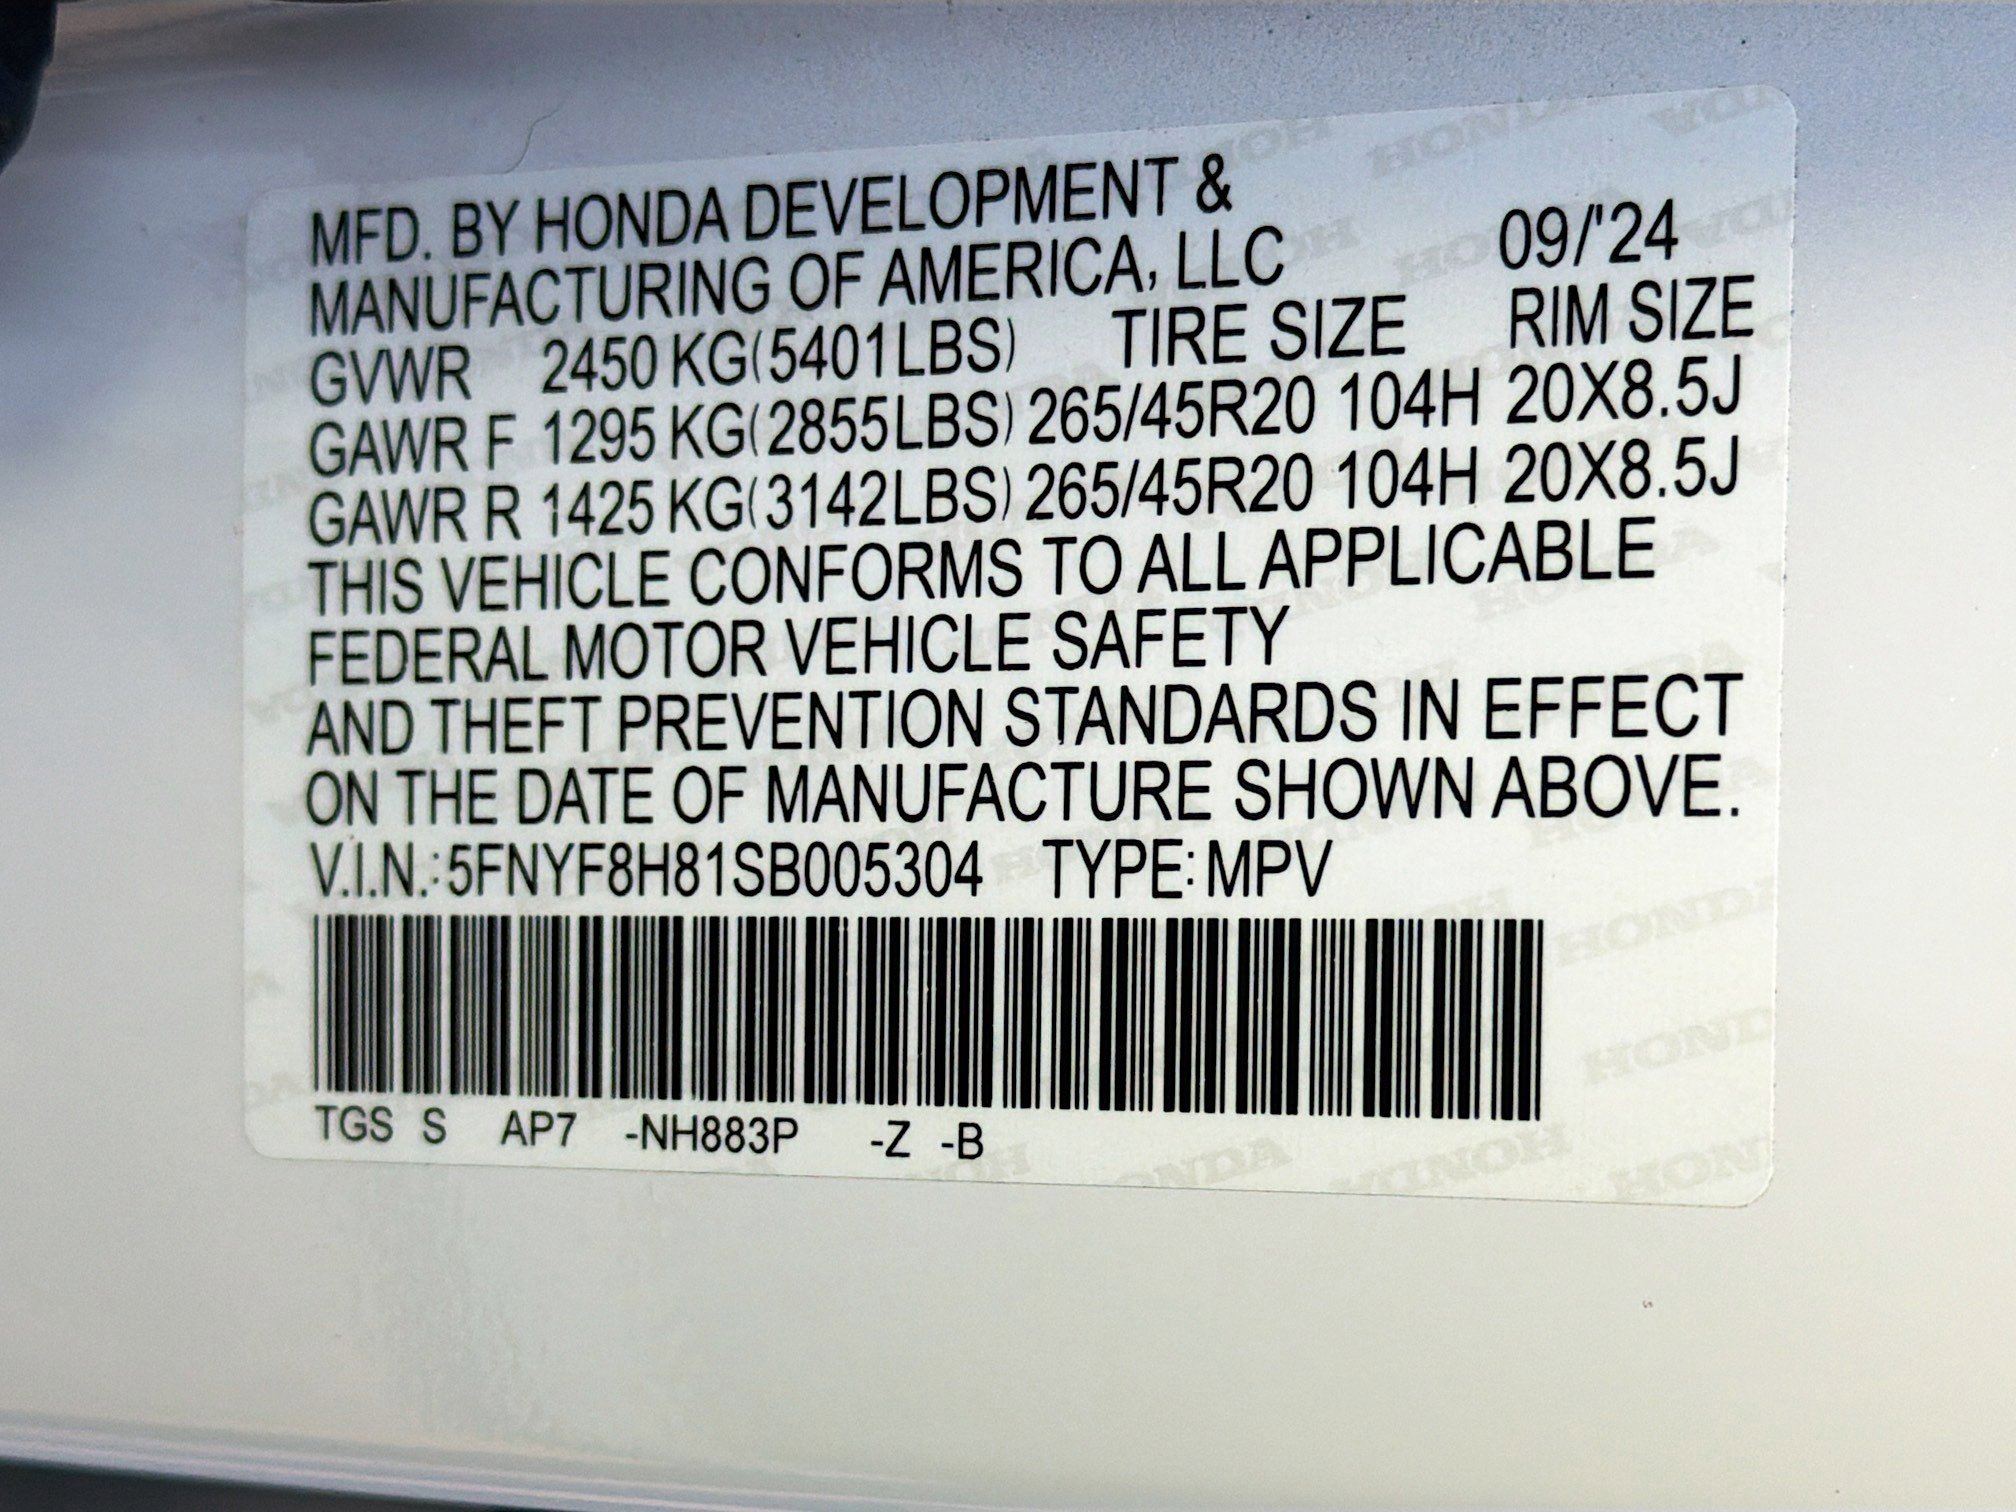 MFD. BY HONDA DEVELOPMENT &
MANUFACTURING OF AMERICA, LLC 09/'24
GVWR 2450 KG(5401LBS) TIRE SIZE RIM SIZE
GAWR F 1295 KG(2855LBS) 265/45R20 104H 20X8.5J
GAWR R 1425 KG(3142LBS) 265/45R20 104H 20X8.5J
THIS VEHICLE CONFORMS TO ALL APPLICABLE
FEDERAL MOTOR VEHICLE SAFETY
AND THEFT PREVENTION STANDARDS IN EFFECT
ON THE DATE OF MANUFACTURE SHOWN ABOVE.
V.I.N.:5FNYF8H81SB005304 TYPE:MPV
TGS S AP7 -NH883P -Z -B